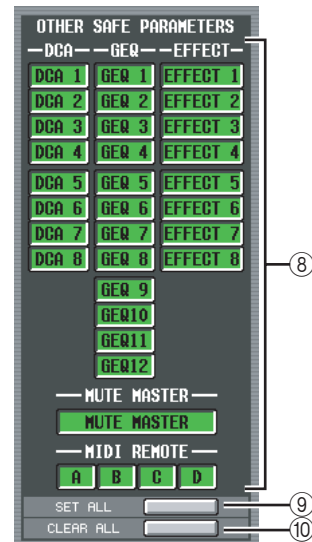 OTHER SAFE PARAMETERS
DCA GEQ EFFECT
DCA 1 GEQ 1 EFFECT 1
DCA 2 GEQ 2 EFFECT 2
DCA 3 GEQ 3 EFFECT 3
DCA 4 GEQ 4 EFFECT 4
DCA 5 GEQ 5 EFFECT 5
DCA 6 GEQ 6 EFFECT 6
DCA 7 GEQ 7 EFFECT 7
DCA 8 GEQ 8 EFFECT 8
⑧
GEQ 9
GEQ10
GEQ11
GEQ12
MUTE MASTER
MUTE MASTER
MIDI REMOTE
A B C D
SET ALL ⑨
CLEAR ALL ⑩